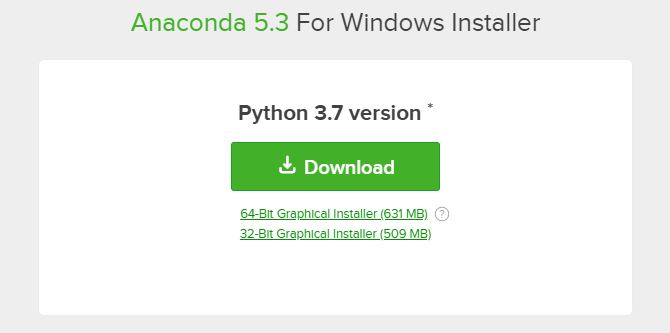 Anaconda 5.3 For Windows Installer
Python 3.7 version *
Download
64-Bit Graphical Installer (631 MB) ?
32-Bit Graphical Installer (509 MB)